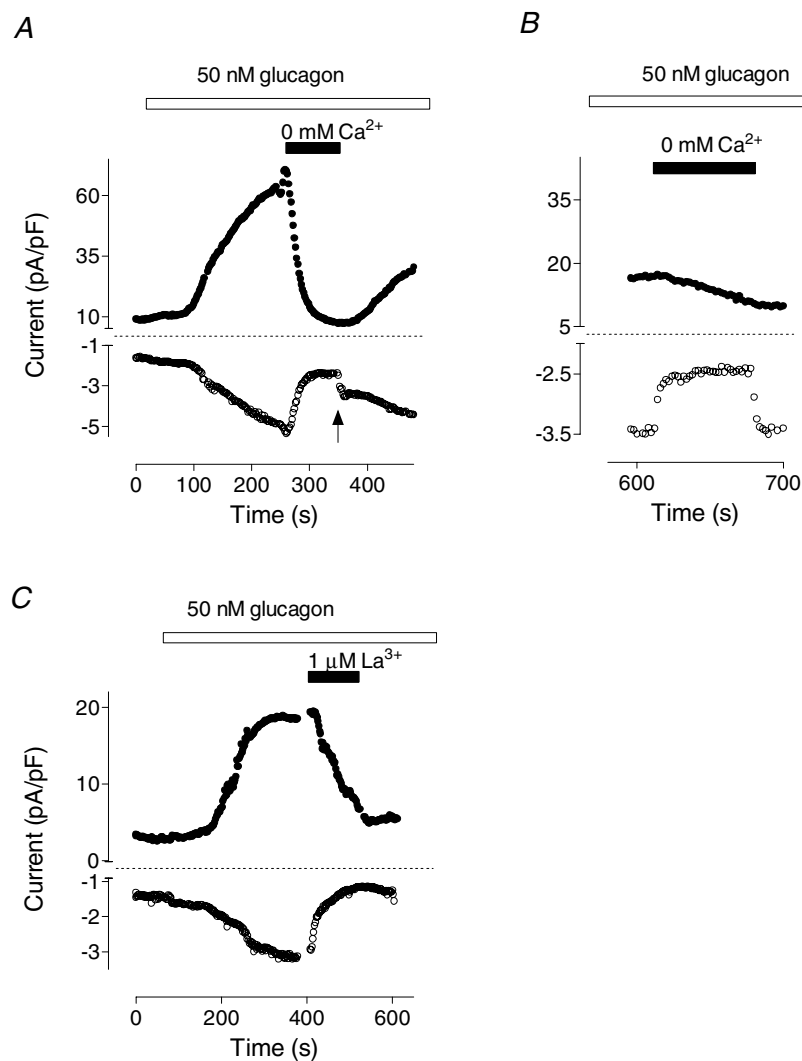 A
50 nM glucagon
0 mM Ca²⁺
60
35
10
-1
-3
-5
Current (pA/pF)
0 100 200 300 400
Time (s)
B
50 nM glucagon
0 mM Ca²⁺
35
20
5
-2.5
-3.5
600 700
Time (s)
C
50 nM glucagon
1 μM La³⁺
20
10
0
-1
-2
-3
Current (pA/pF)
0 200 400 600
Time (s)